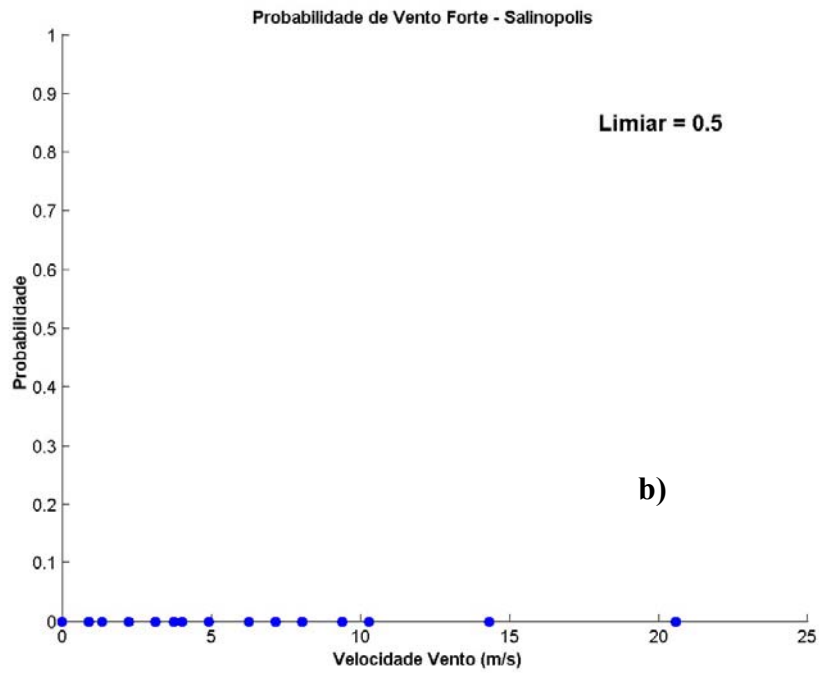 Probabilidade de Vento Forte - Salinopolis
1
0.9
Limiar = 0.5
0.8
0.7
0.6
Probabilidade
0.5
0.4
0.3
b)
0.2
0.1
0
0 5 10 15 20 25
Velocidade Vento (m/s)